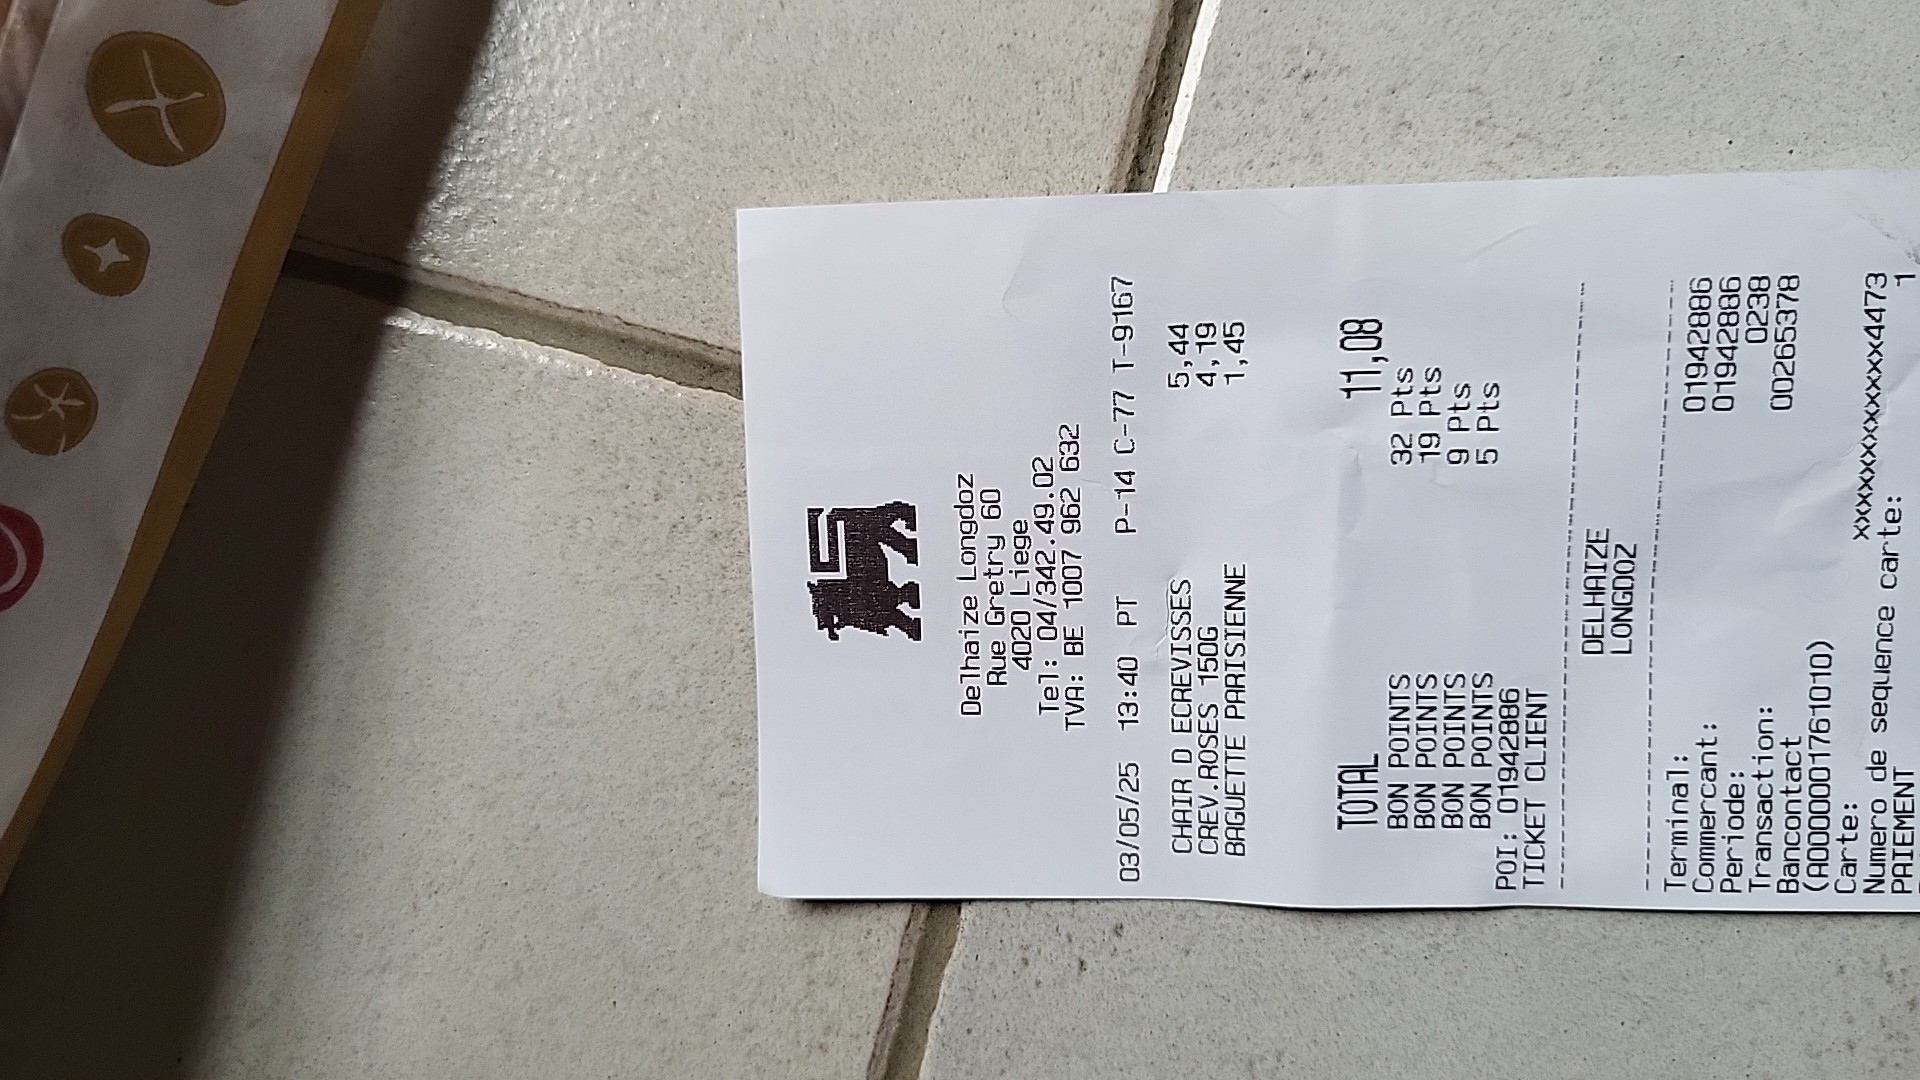 Delhaize Longdoz
Rue Gretry 60
4020 Liege
Tel: 04/342.49.02
TVA: BE 1007 962 632
03/05/25 13:40 PT P-14 C-77 T-9167
CHAIR D ECREVISSES 5,44
CREV.ROSES 150G 4,19
BAGUETTE PARISIENNE 1,45
TOTAL 11,08
BON POINTS 32 Pts
BON POINTS 19 Pts
BON POINTS 9 Pts
BON POINTS 5 Pts
POI: 01942886
TICKET CLIENT
DELHAIZE
LONGDOZ
Terminal: 01942886
Commercant: 01942886
Periode: 0238
Transaction: 00265378
Bancontact
(A0000001761010)
Carte: xxxxxxxxxxxxx4473
Numero de sequence carte: 1
PAIEMENT